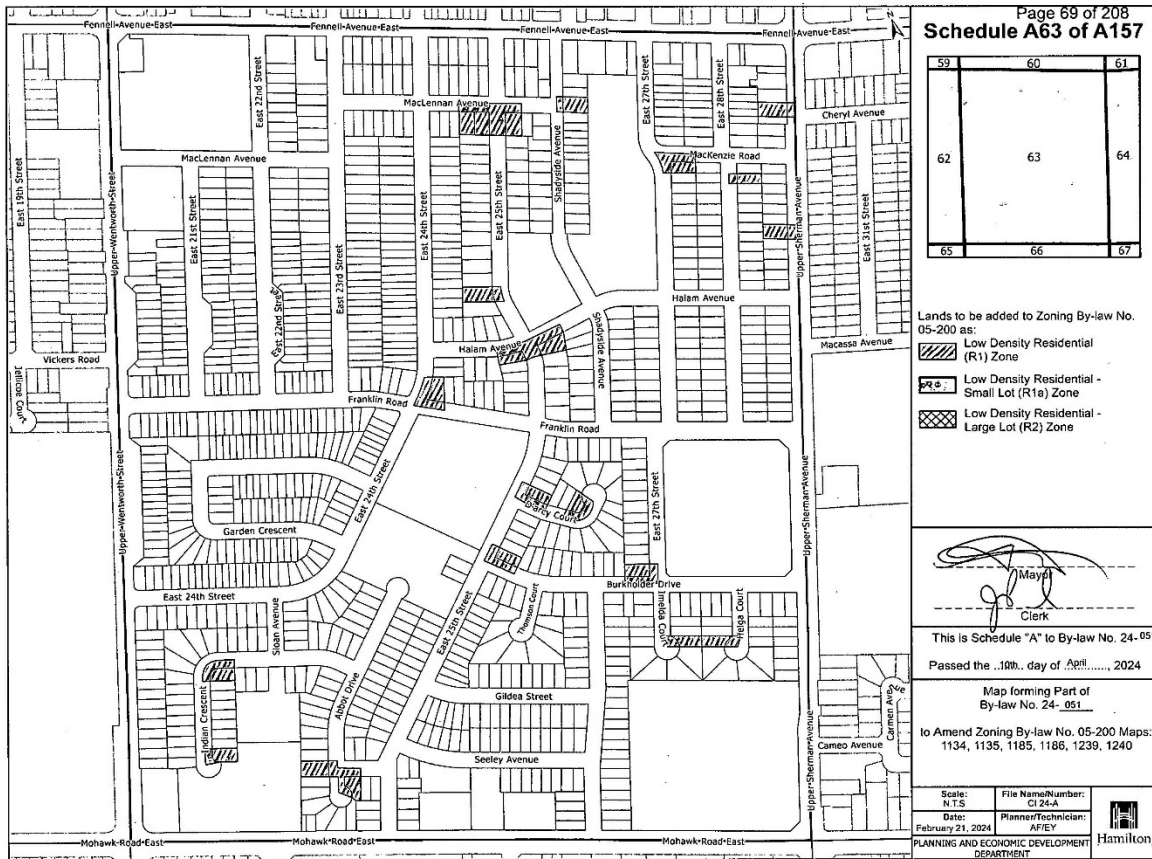 Page 69 of 208
Schedule A63 of A157
59 60 61
62 63 64
65 66 67
Lands to be added to Zoning By-law No.
05-200 as:
Low Density Residential
(R1) Zone
Low Density Residential -
Small Lot (R1a) Zone
Low Density Residential -
Large Lot (R2) Zone
Mayor
Clerk
This is Schedule "A" to By-law No. 24-051
Passed the ..10th.. day of April, 2024
Map forming Part of
By-law No. 24- 051
to Amend Zoning By-law No. 05-200 Maps:
1134, 1135, 1185, 1186, 1239, 1240
Scale:
N.T.S
File Name/Number:
CI 24-A
Date:
February 21, 2024
Planner/Technician:
AF/EY
PLANNING AND ECONOMIC DEVELOPMENT
DEPARTMENT
Hamilton
Fennell-Avenue-East
Fennell-Avenue-East
Fennell-Avenue-East
Fennell-Avenue-East
East 22nd Street
MacLennan Avenue
East 27th Street
East 28th Street
Cheryl Avenue
MacLennan Avenue
MacKenzie Road
East 19th Street
Upper-Wentworth-Street
East 21st Street
East 22nd Street
East 23rd Street
East 24th Street
East 25th Street
Shadyside Avenue
Upper-Sherman-Avenue
East 31st Street
Halam Avenue
Halam Avenue
Shadyside Avenue
Macassa Avenue
Vickers Road
Jellicoe Court
Franklin Road
Franklin Road
Upper-Wentworth-Street
East 24th Street
Garden Crescent
Darcy Court
East 27th Street
Upper-Sherman-Avenue
East 24th Street
Burkholder Drive
Sloan Avenue
East 25th Street
Thomson Court
Imelda Court
Helga Court
Indian Crescent
Abbot Drive
Gildea Street
Seeley Avenue
Upper-Sherman-Avenue
Carmen Avenue
Cameo Avenue
Mohawk-Road-East
Mohawk-Road-East
Mohawk-Road-East